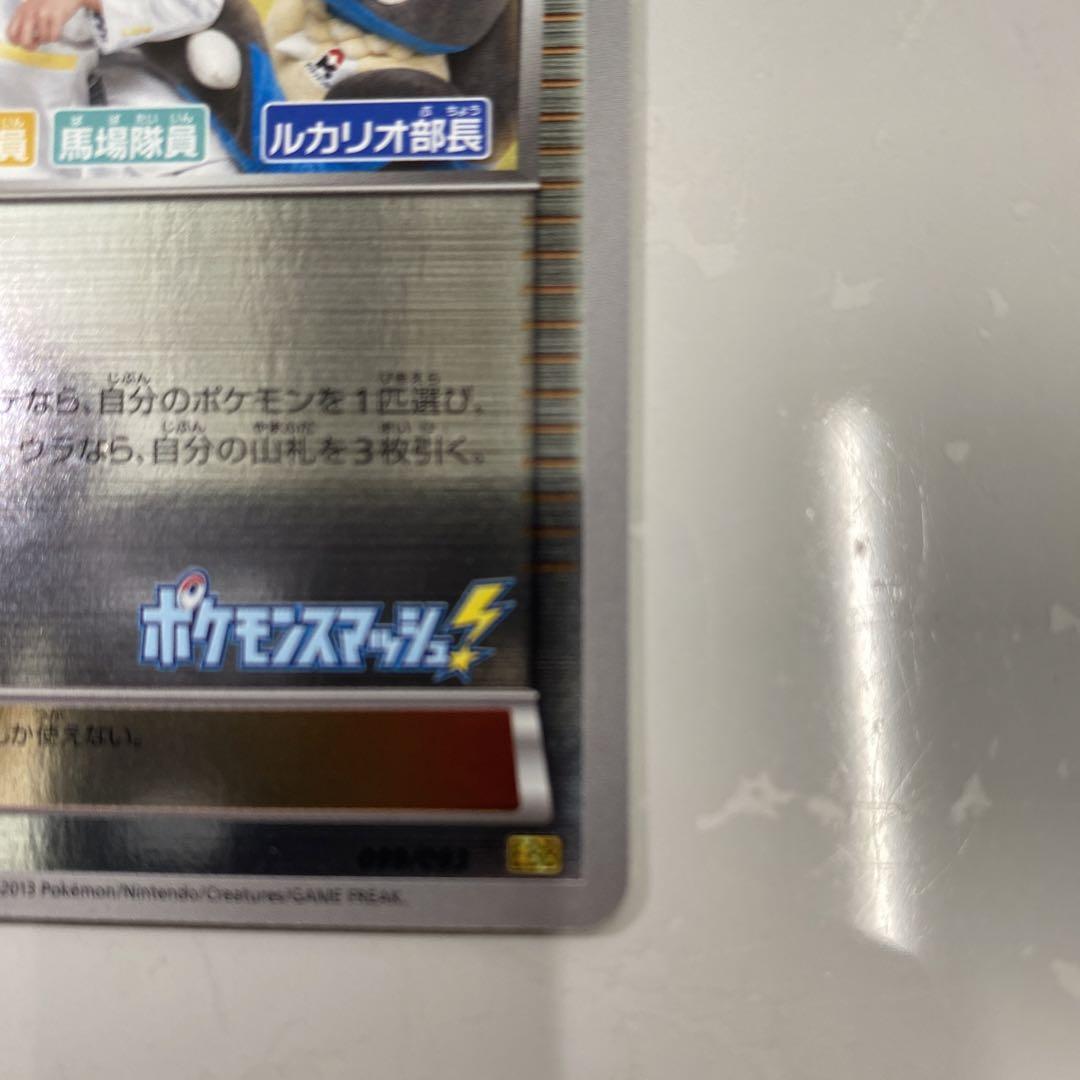 員
馬場隊員
ルカリオ部長
なら、自分のポケモンを1匹選び、
ウラなら、自分の山札を3枚引く。
ポケモンスマッシュ!
しか使えない。
EBB
2013 Pokémon/Nintendo/Creatures/GAME FREAK.